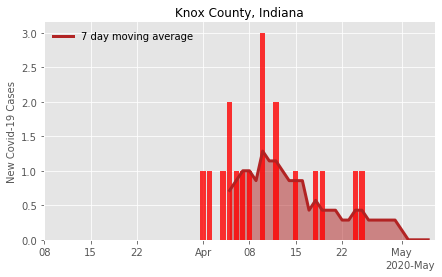 Knox County, Indiana
7 day moving average
New Covid-19 Cases
3.0
2.5
2.0
1.5
1.0
0.5
0.0
08 15 22 Apr 08 15 22 May
2020-May